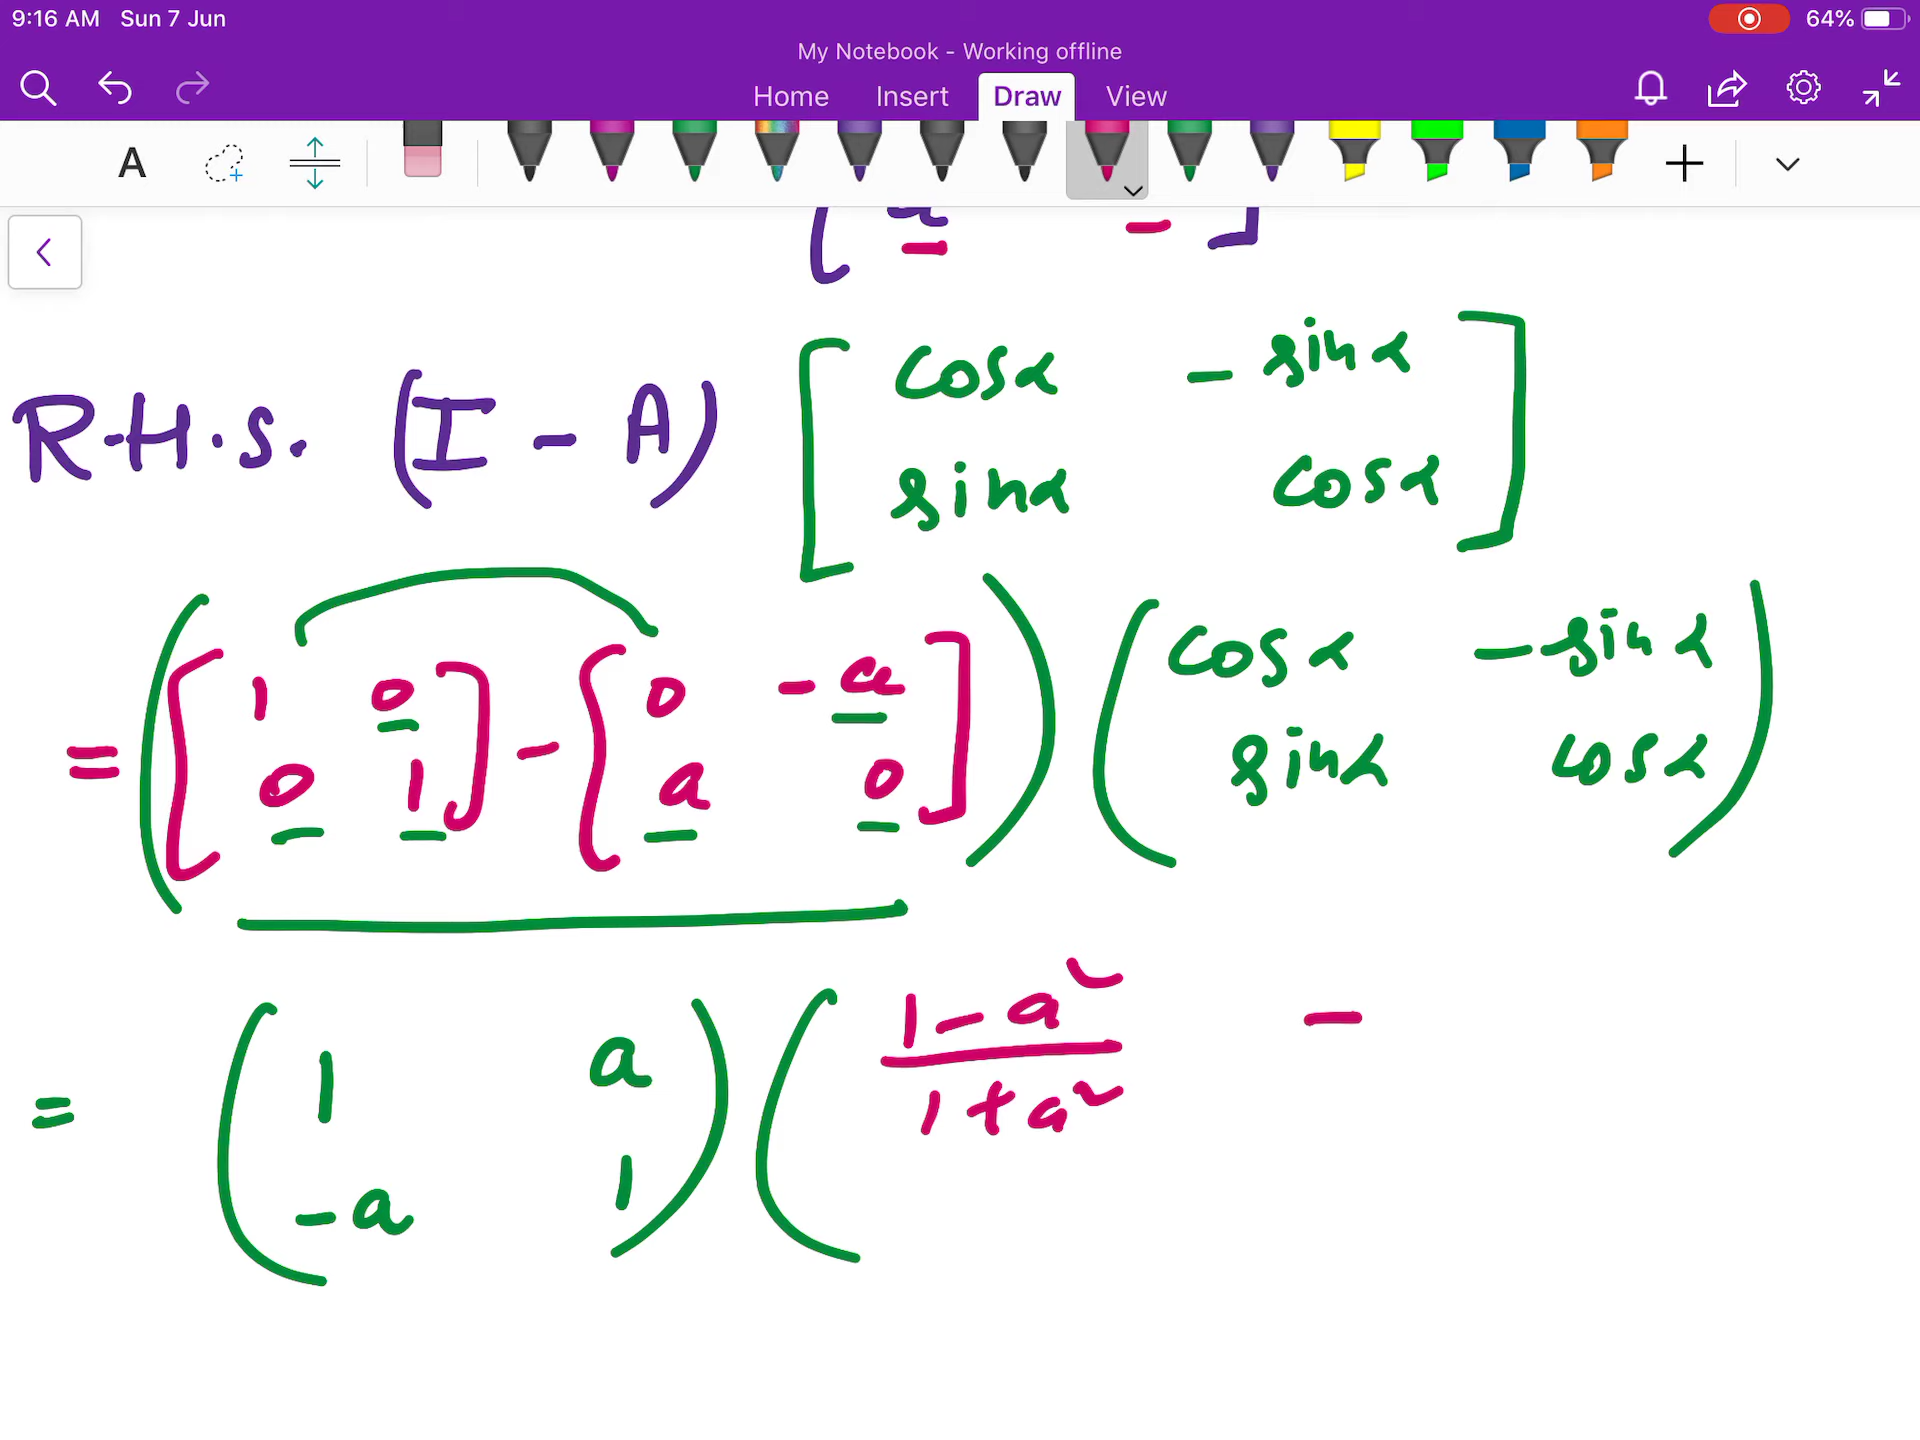 9:16 AM Sun 7 Jun 64%
My Notebook - Working offline
Home Insert Draw View
A
R.H.S. (I - A) [ cosα - sinα
sinα cosα ]
= ( [ 1 0 ] - [ 0 - a ] ) ( cosα - sinα )
0 1 a 0 sinα cosα
= ( 1 a ) ( 1 - a² -
1 + a²
-a 1